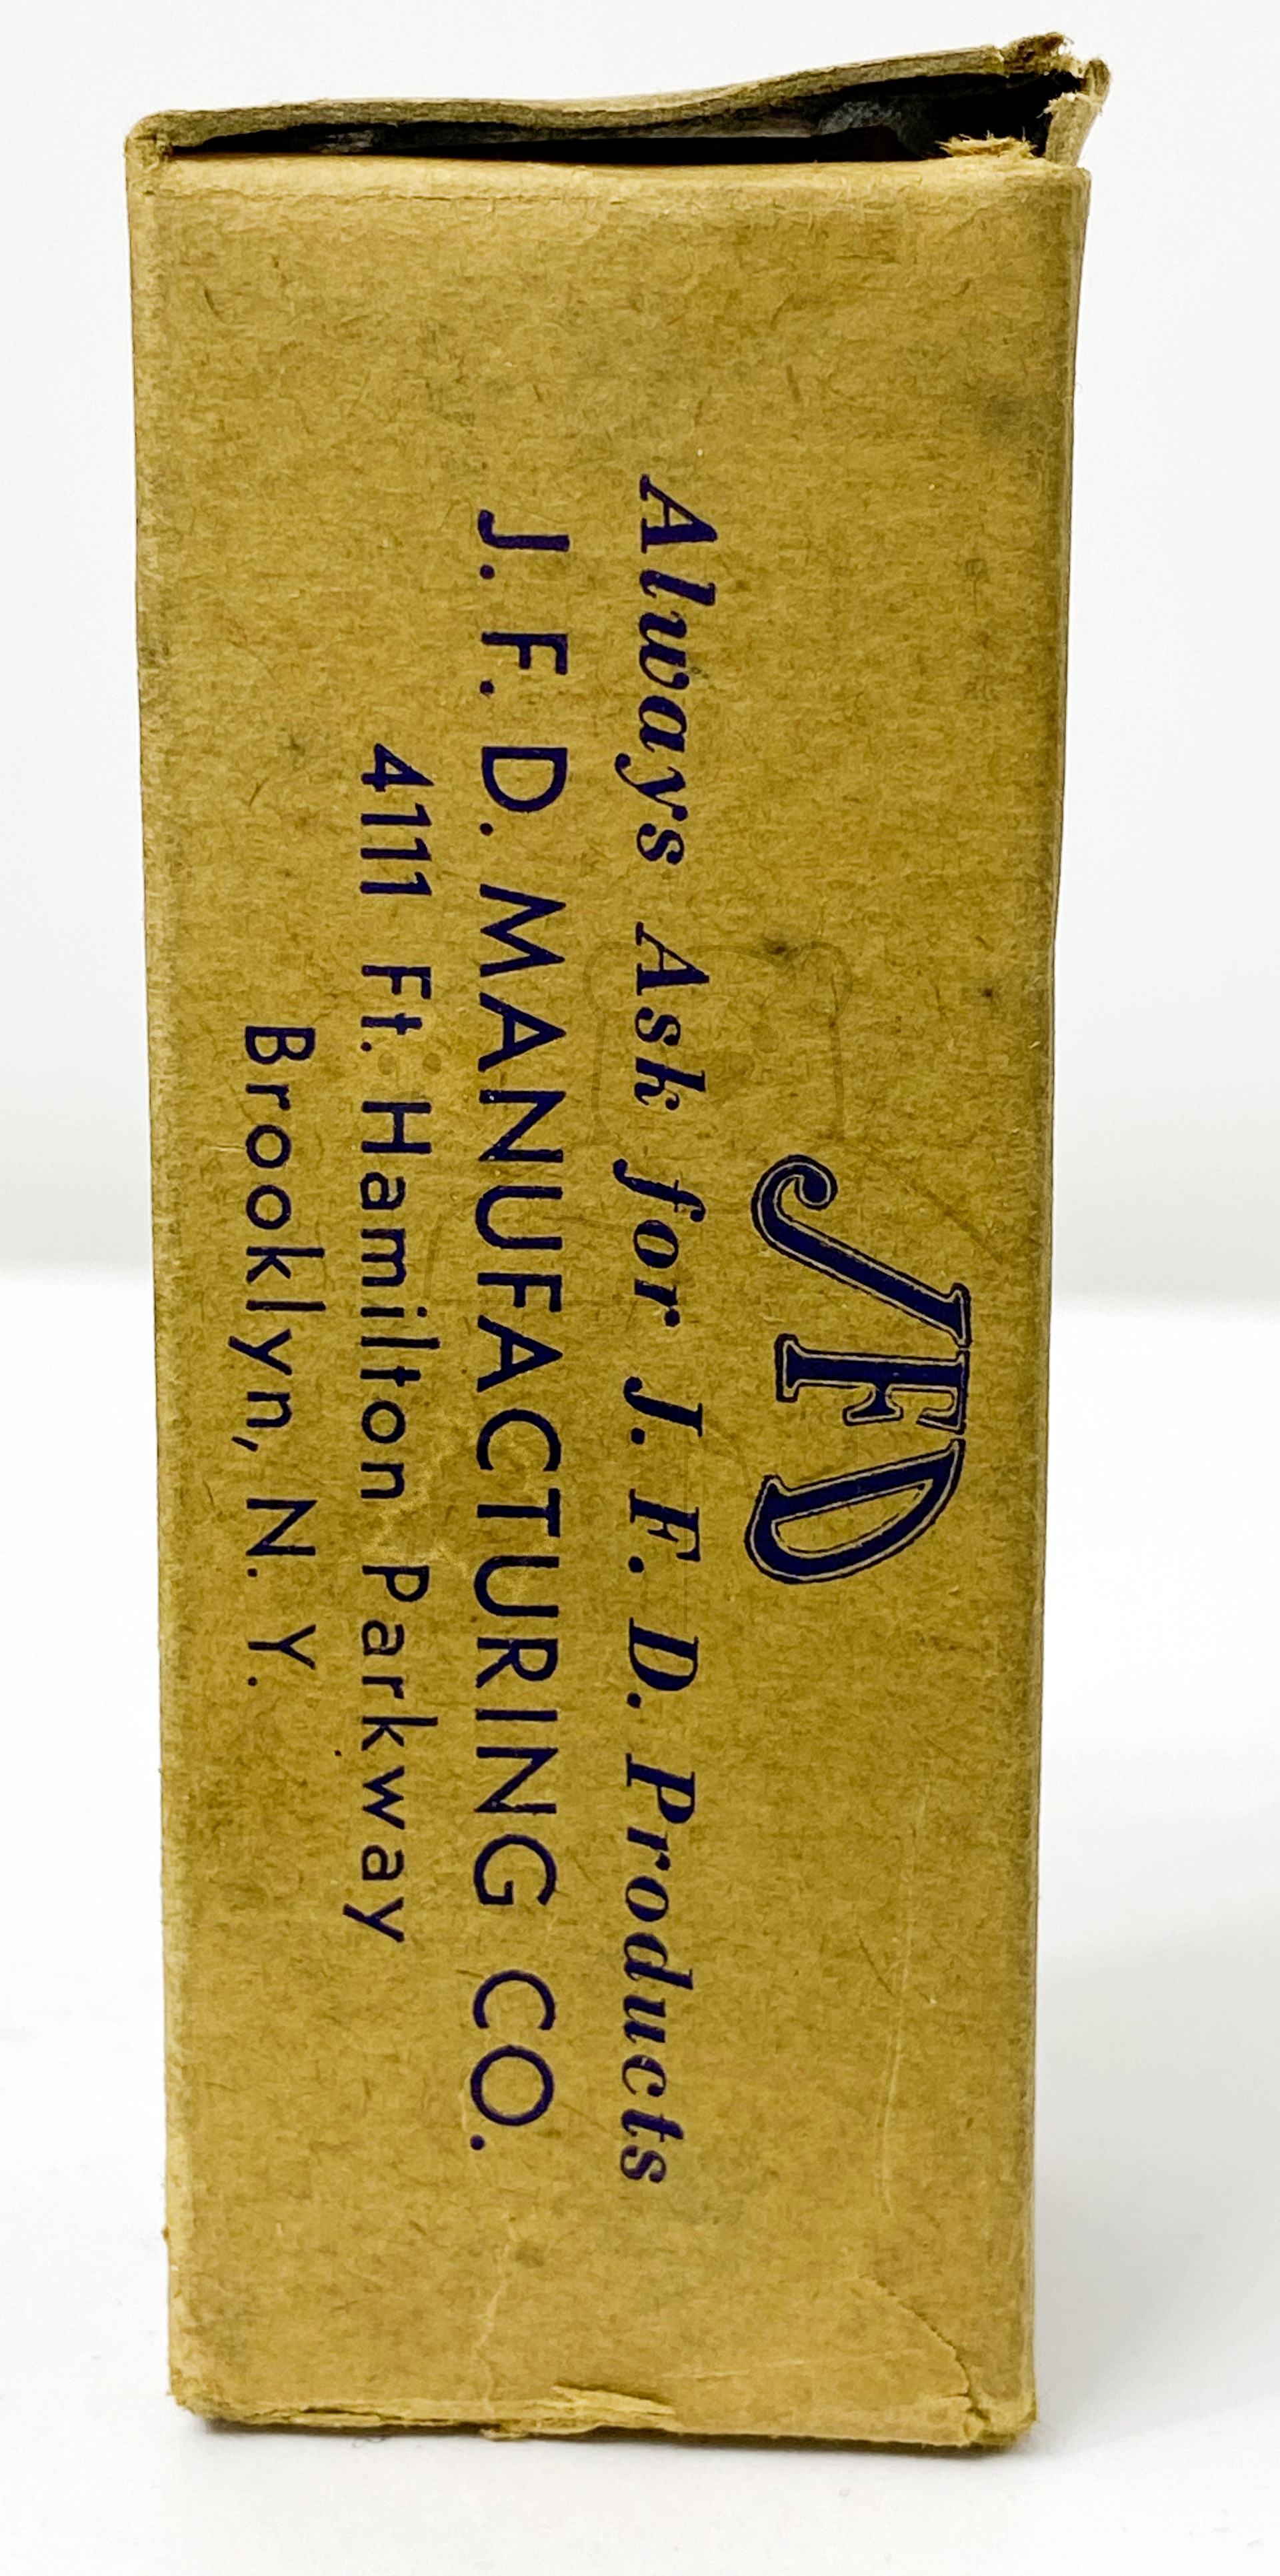 JFD
Always Ask for J. F. D. Products
J. F. D. MANUFACTURING CO.
4111 Ft. Hamilton Parkway
Brooklyn, N. Y.